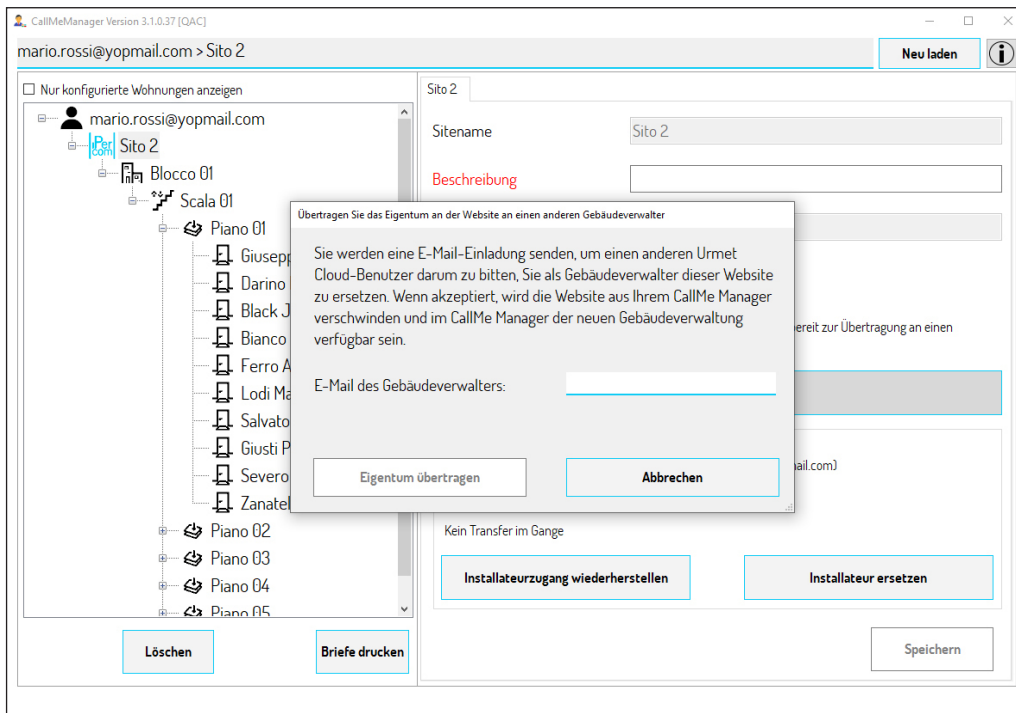 CallMeManager Version 3.1.0.37 [QAC]
mario.rossi@yopmail.com > Sito 2
Neu laden
Nur konfigurierte Wohnungen anzeigen
mario.rossi@yopmail.com
iPercom
Sito 2
Blocco 01
Scala 01
Piano 01
Giusepp
Darino
Black J
Bianco
Ferro A
Lodi Ma
Salvato
Giusti P
Severo
Zanatel
Piano 02
Piano 03
Piano 04
Piano 05
Löschen
Briefe drucken
Sito 2
Sitename
Sito 2
Beschreibung
Übertragen Sie das Eigentum an der Website an einen anderen Gebäudeverwalter
Sie werden eine E-Mail-Einladung senden, um einen anderen Urmet
Cloud-Benutzer darum zu bitten, Sie als Gebäudeverwalter dieser Website
zu ersetzen. Wenn akzeptiert, wird die Website aus Ihrem CallMe Manager
verschwinden und im CallMe Manager der neuen Gebäudeverwaltung
verfügbar sein.
E-Mail des Gebäudeverwalters:
Eigentum übertragen
Abbrechen
bereit zur Übertragung an einen
ail.com)
Kein Transfer im Gange
Installateurzugang wiederherstellen
Installateur ersetzen
Speichern